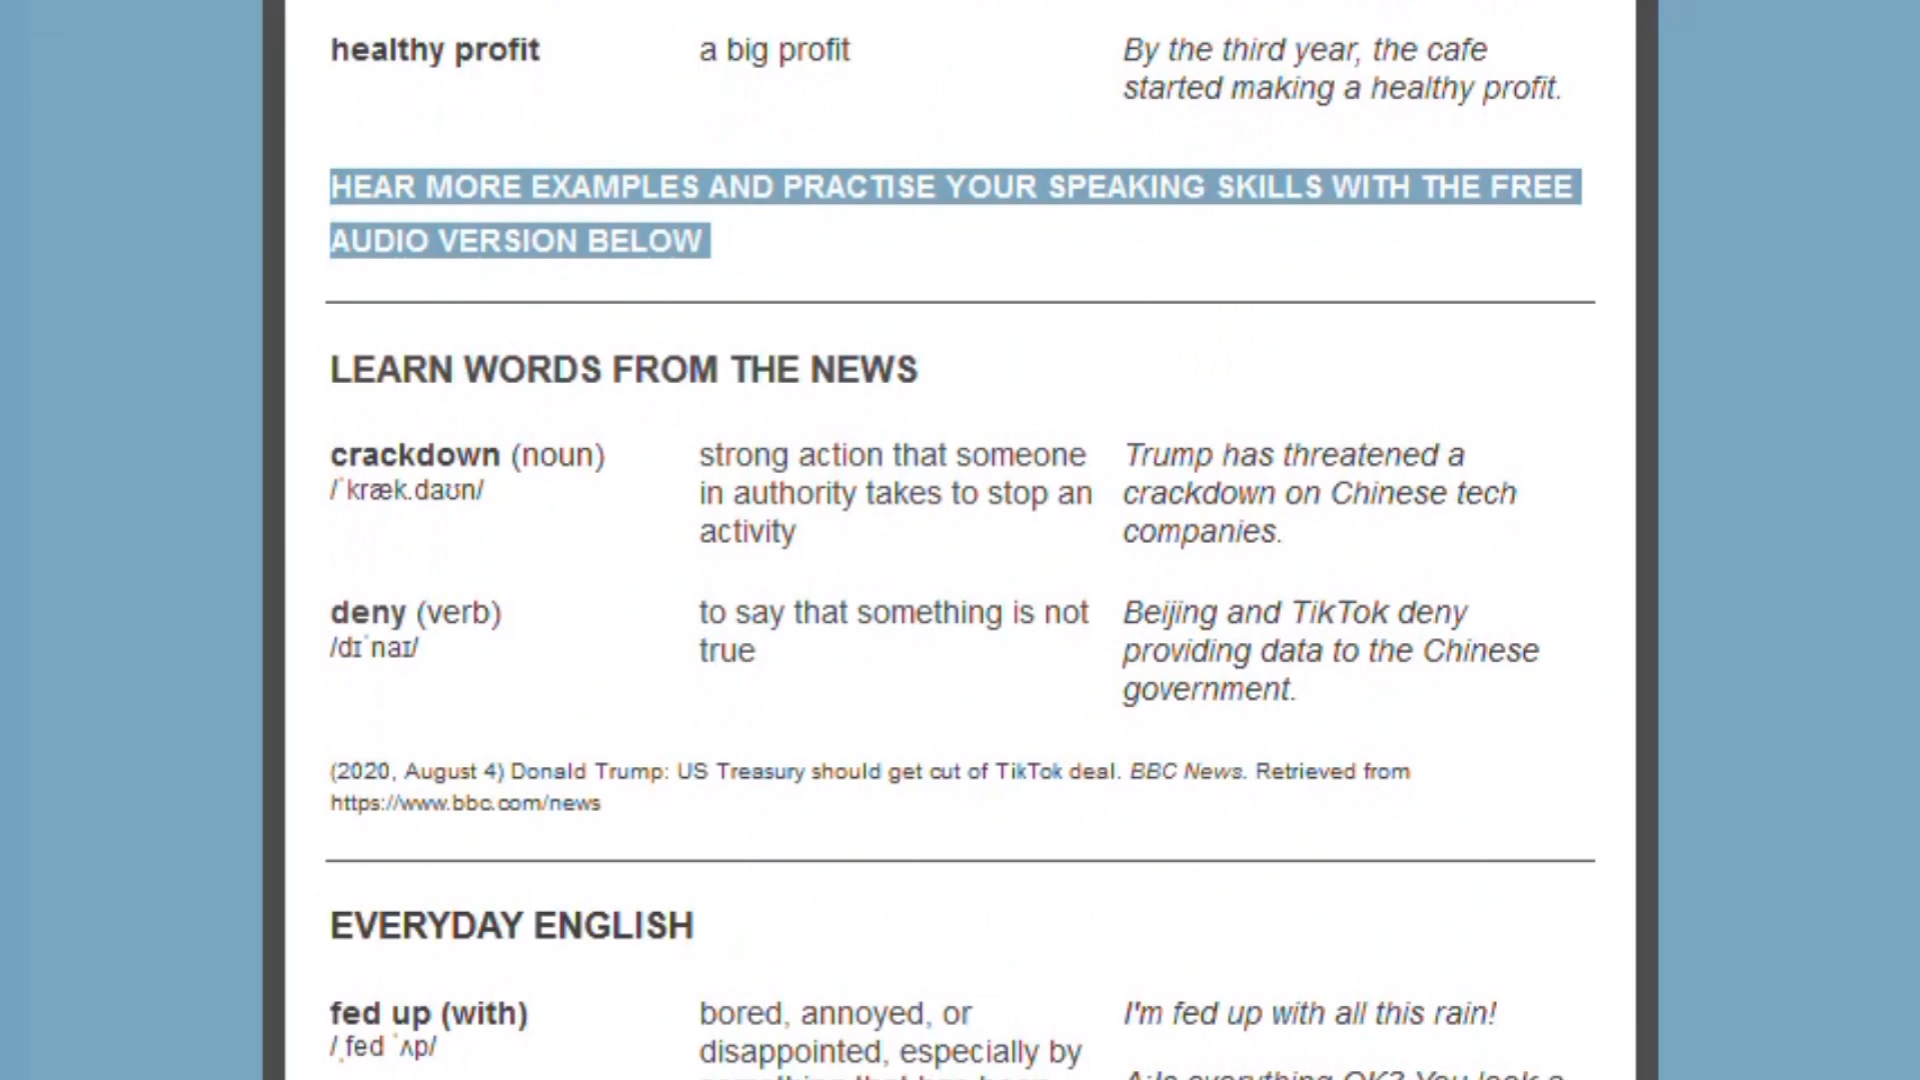 healthy profit a big profit By the third year, the cafe
started making a healthy profit.
HEAR MORE EXAMPLES AND PRACTISE YOUR SPEAKING SKILLS WITH THE FREE
AUDIO VERSION BELOW
LEARN WORDS FROM THE NEWS
crackdown (noun) strong action that someone Trump has threatened a
/ˈkræk.daʊn/ in authority takes to stop an crackdown on Chinese tech
activity companies.
deny (verb) to say that something is not Beijing and TikTok deny
/dɪˈnaɪ/ true providing data to the Chinese
government.
(2020, August 4) Donald Trump: US Treasury should get cut of TikTok deal. BBC News. Retrieved from
https://www.bbc.com/news
EVERYDAY ENGLISH
fed up (with) bored, annoyed, or I'm fed up with all this rain!
/ˌfed ˈʌp/ disappointed, especially by